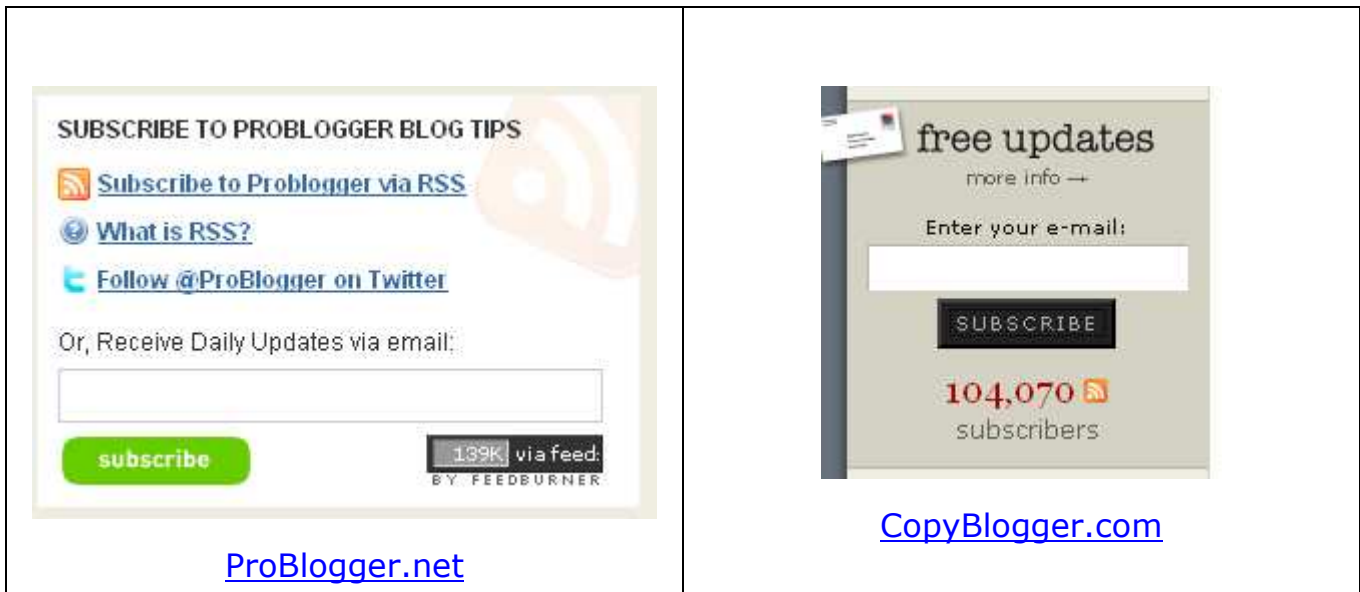 SUBSCRIBE TO PROBLOGGER BLOG TIPS
Subscribe to Problogger via RSS
What is RSS?
Follow @ProBlogger on Twitter
Or, Receive Daily Updates via email:
subscribe
139K via feed:
BY FEEDBURNER
ProBlogger.net
free updates
more info →
Enter your e-mail:
SUBSCRIBE
104,070
subscribers
CopyBlogger.com